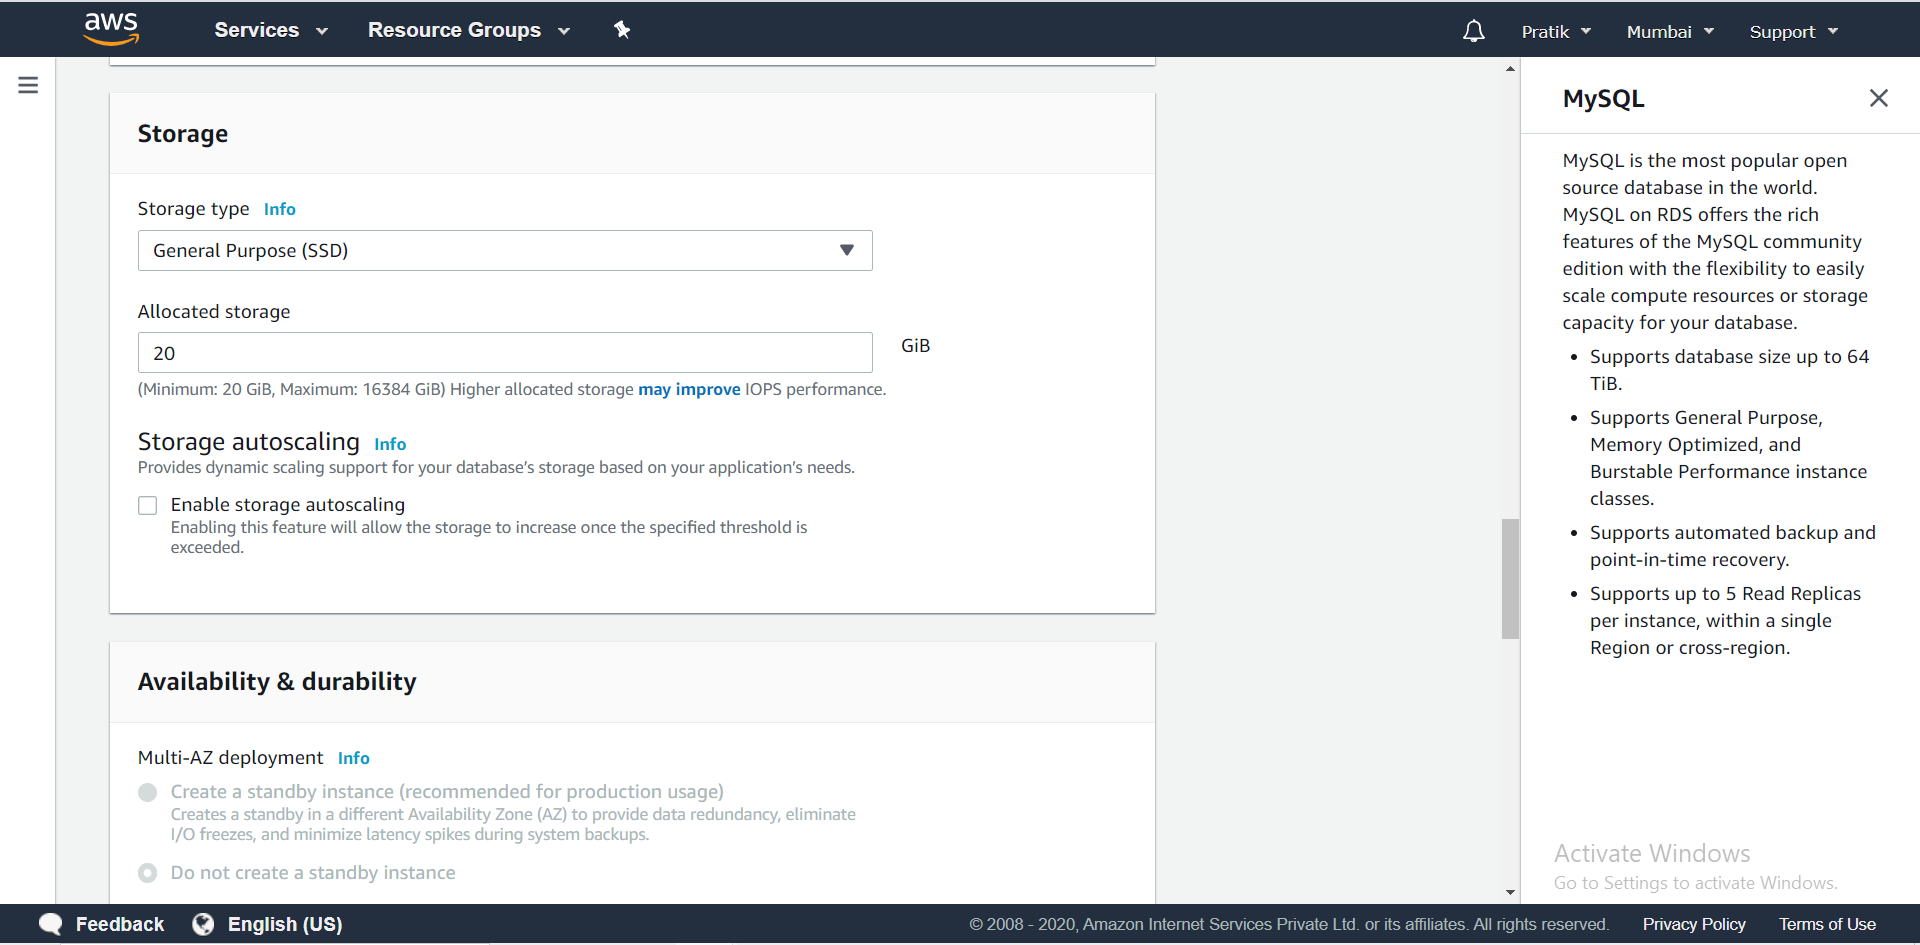 aws
Services
Resource Groups
Pratik
Mumbai
Support
Storage
Storage type Info
General Purpose (SSD)
Allocated storage
20
GiB
(Minimum: 20 GiB, Maximum: 16384 GiB) Higher allocated storage may improve IOPS performance.
Storage autoscaling Info
Provides dynamic scaling support for your database's storage based on your application's needs.
Enable storage autoscaling
Enabling this feature will allow the storage to increase once the specified threshold is
exceeded.
Availability & durability
Multi-AZ deployment Info
Create a standby instance (recommended for production usage)
Creates a standby in a different Availability Zone (AZ) to provide data redundancy, eliminate
I/O freezes, and minimize latency spikes during system backups.
Do not create a standby instance
MySQL
MySQL is the most popular open
source database in the world.
MySQL on RDS offers the rich
features of the MySQL community
edition with the flexibility to easily
scale compute resources or storage
capacity for your database.
• Supports database size up to 64
TiB.
• Supports General Purpose,
Memory Optimized, and
Burstable Performance instance
classes.
• Supports automated backup and
point-in-time recovery.
• Supports up to 5 Read Replicas
per instance, within a single
Region or cross-region.
Activate Windows
Go to Settings to activate Windows.
Feedback
English (US)
© 2008 - 2020, Amazon Internet Services Private Ltd. or its affiliates. All rights reserved.
Privacy Policy
Terms of Use